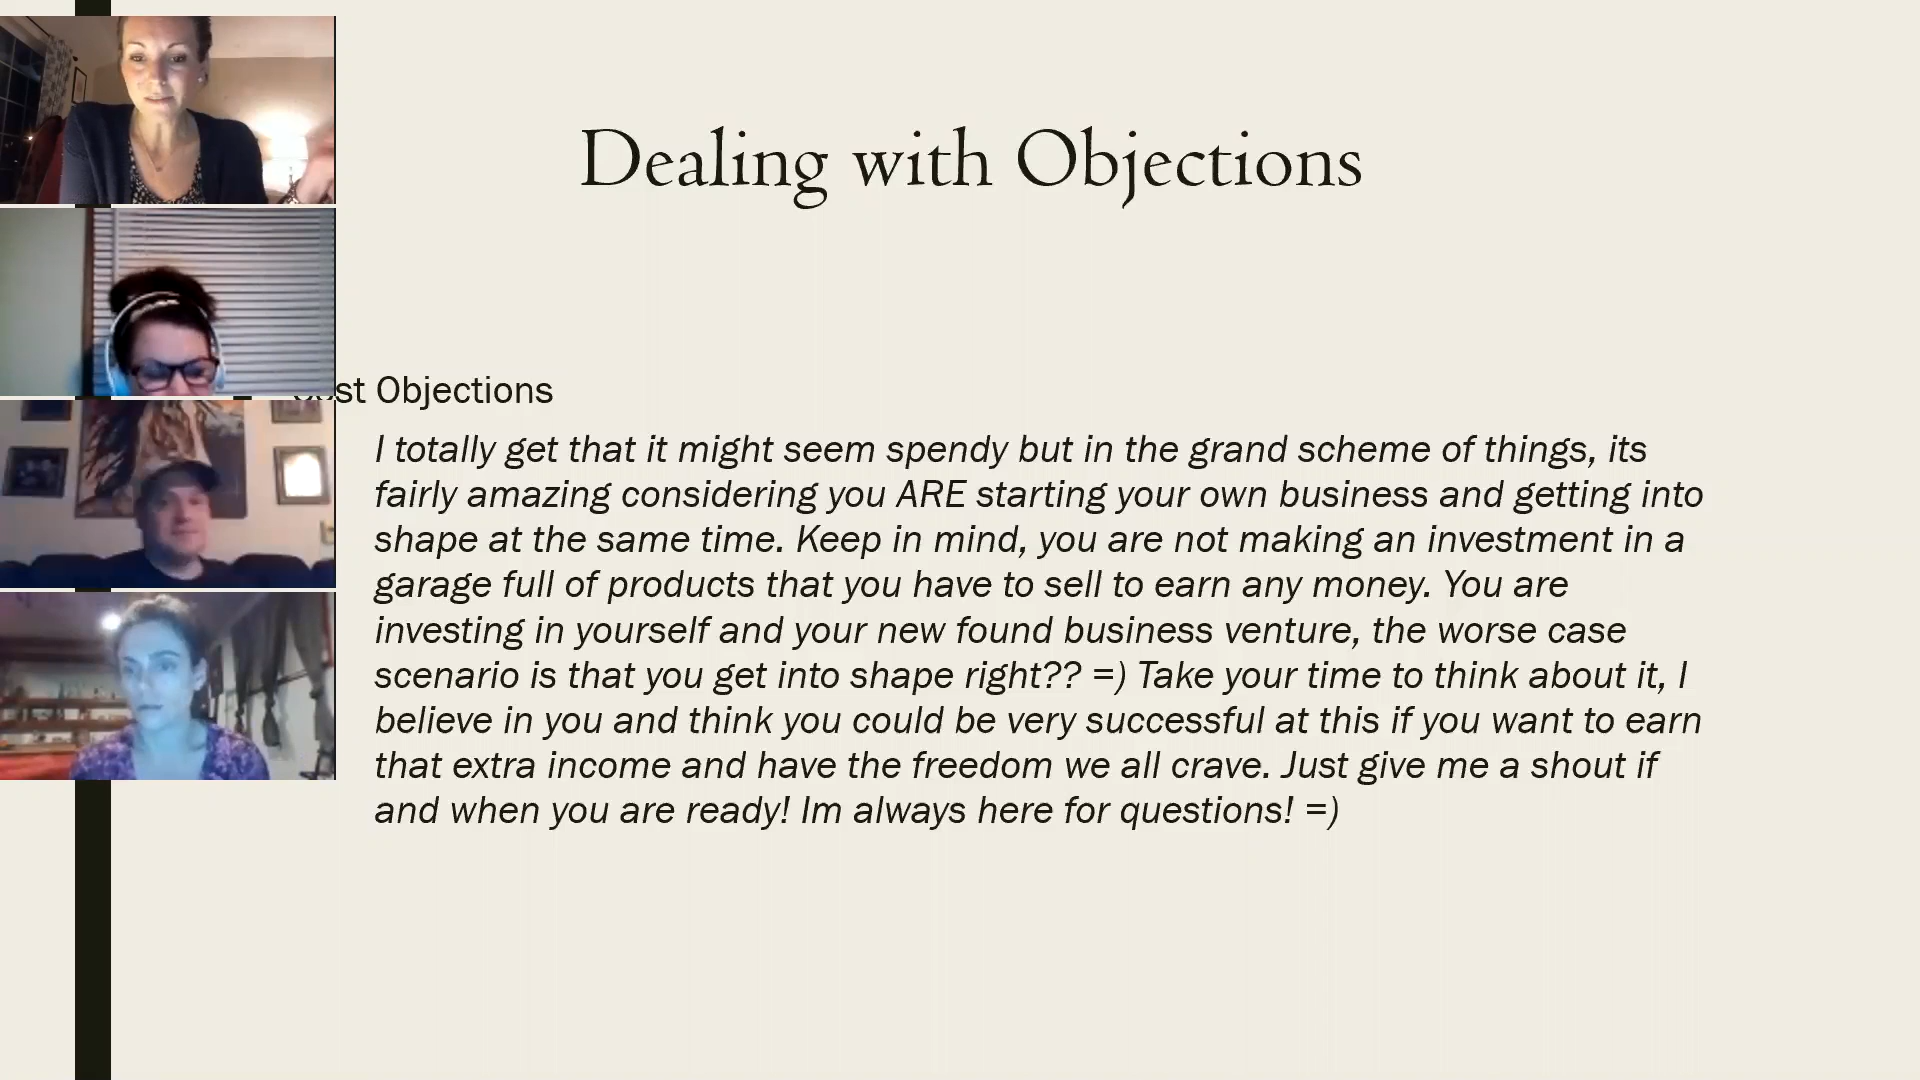 Dealing with Objections
st Objections
I totally get that it might seem spendy but in the grand scheme of things, its
fairly amazing considering you ARE starting your own business and getting into
shape at the same time. Keep in mind, you are not making an investment in a
garage full of products that you have to sell to earn any money. You are
investing in yourself and your new found business venture, the worse case
scenario is that you get into shape right?? =) Take your time to think about it, I
believe in you and think you could be very successful at this if you want to earn
that extra income and have the freedom we all crave. Just give me a shout if
and when you are ready! Im always here for questions! =)